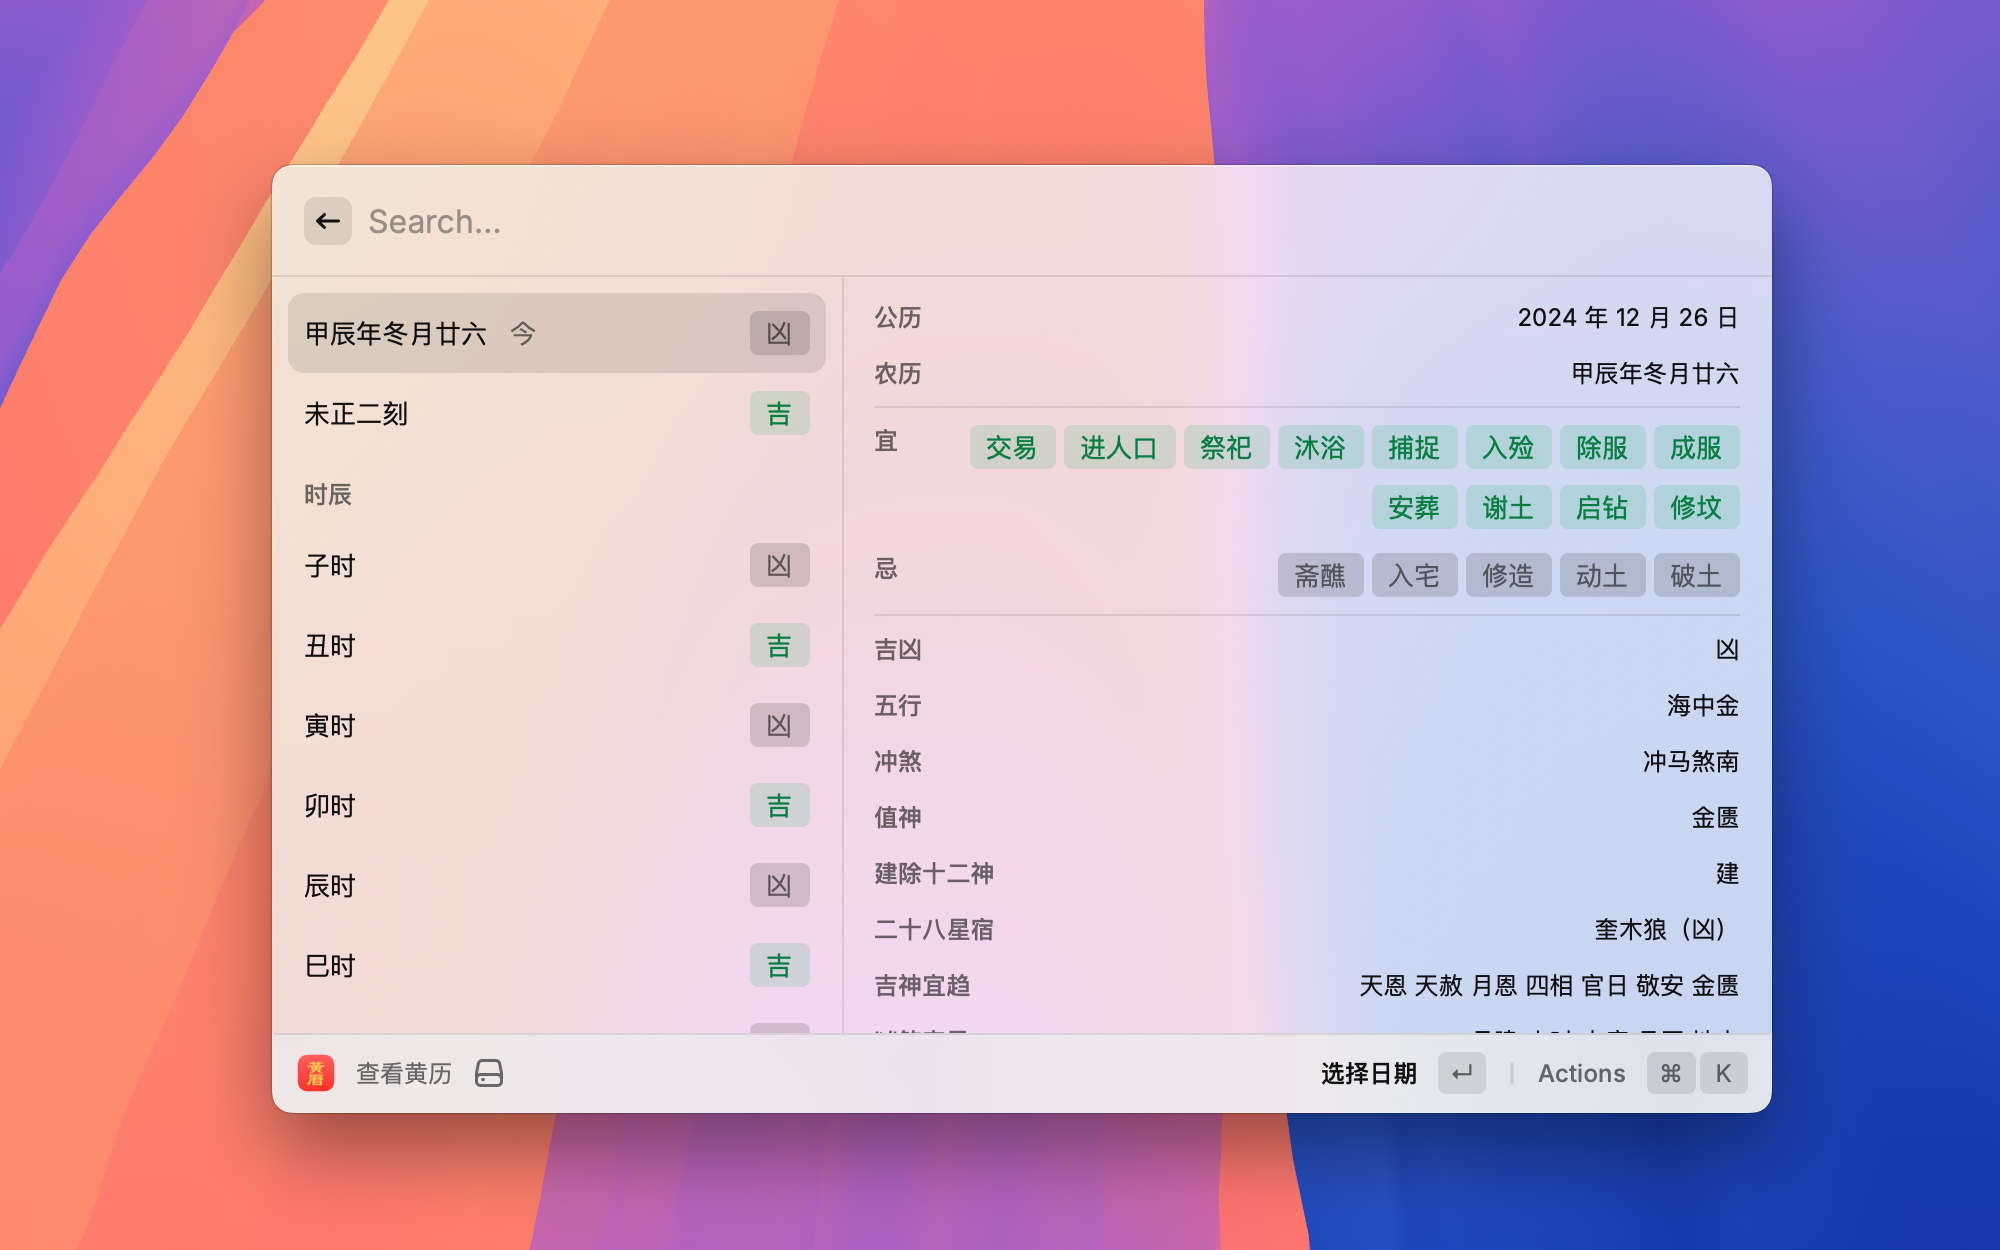 Search...
甲辰年冬月廿六 今 凶
未正二刻 吉
时辰
子时 凶
丑时 吉
寅时 凶
卯时 吉
辰时 凶
巳时 吉
公历 2024 年 12 月 26 日
农历 甲辰年冬月廿六
宜 交易 进人口 祭祀 沐浴 捕捉 入殓 除服 成服
安葬 谢土 启钻 修坟
忌 斋醮 入宅 修造 动土 破土
吉凶 凶
五行 海中金
冲煞 冲马煞南
值神 金匮
建除十二神 建
二十八星宿 奎木狼（凶）
吉神宜趋 天恩 天赦 月恩 四相 官日 敬安 金匮
黃曆 查看黄历 选择日期 Actions ⌘ K